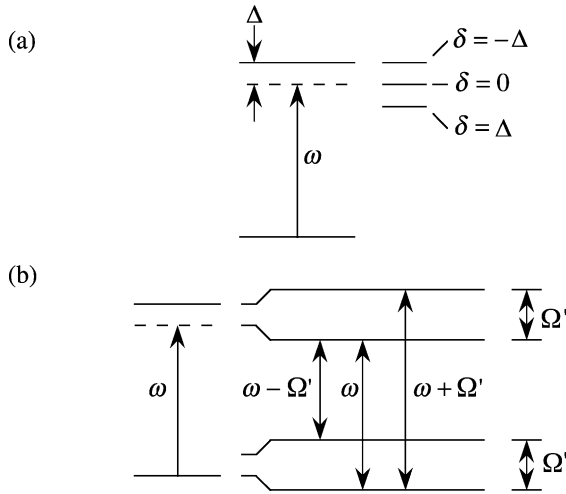 Δ
(a)
δ = −Δ
δ = 0
δ = Δ
ω
(b)
Ω'
ω
ω − Ω'
ω
ω + Ω'
Ω'